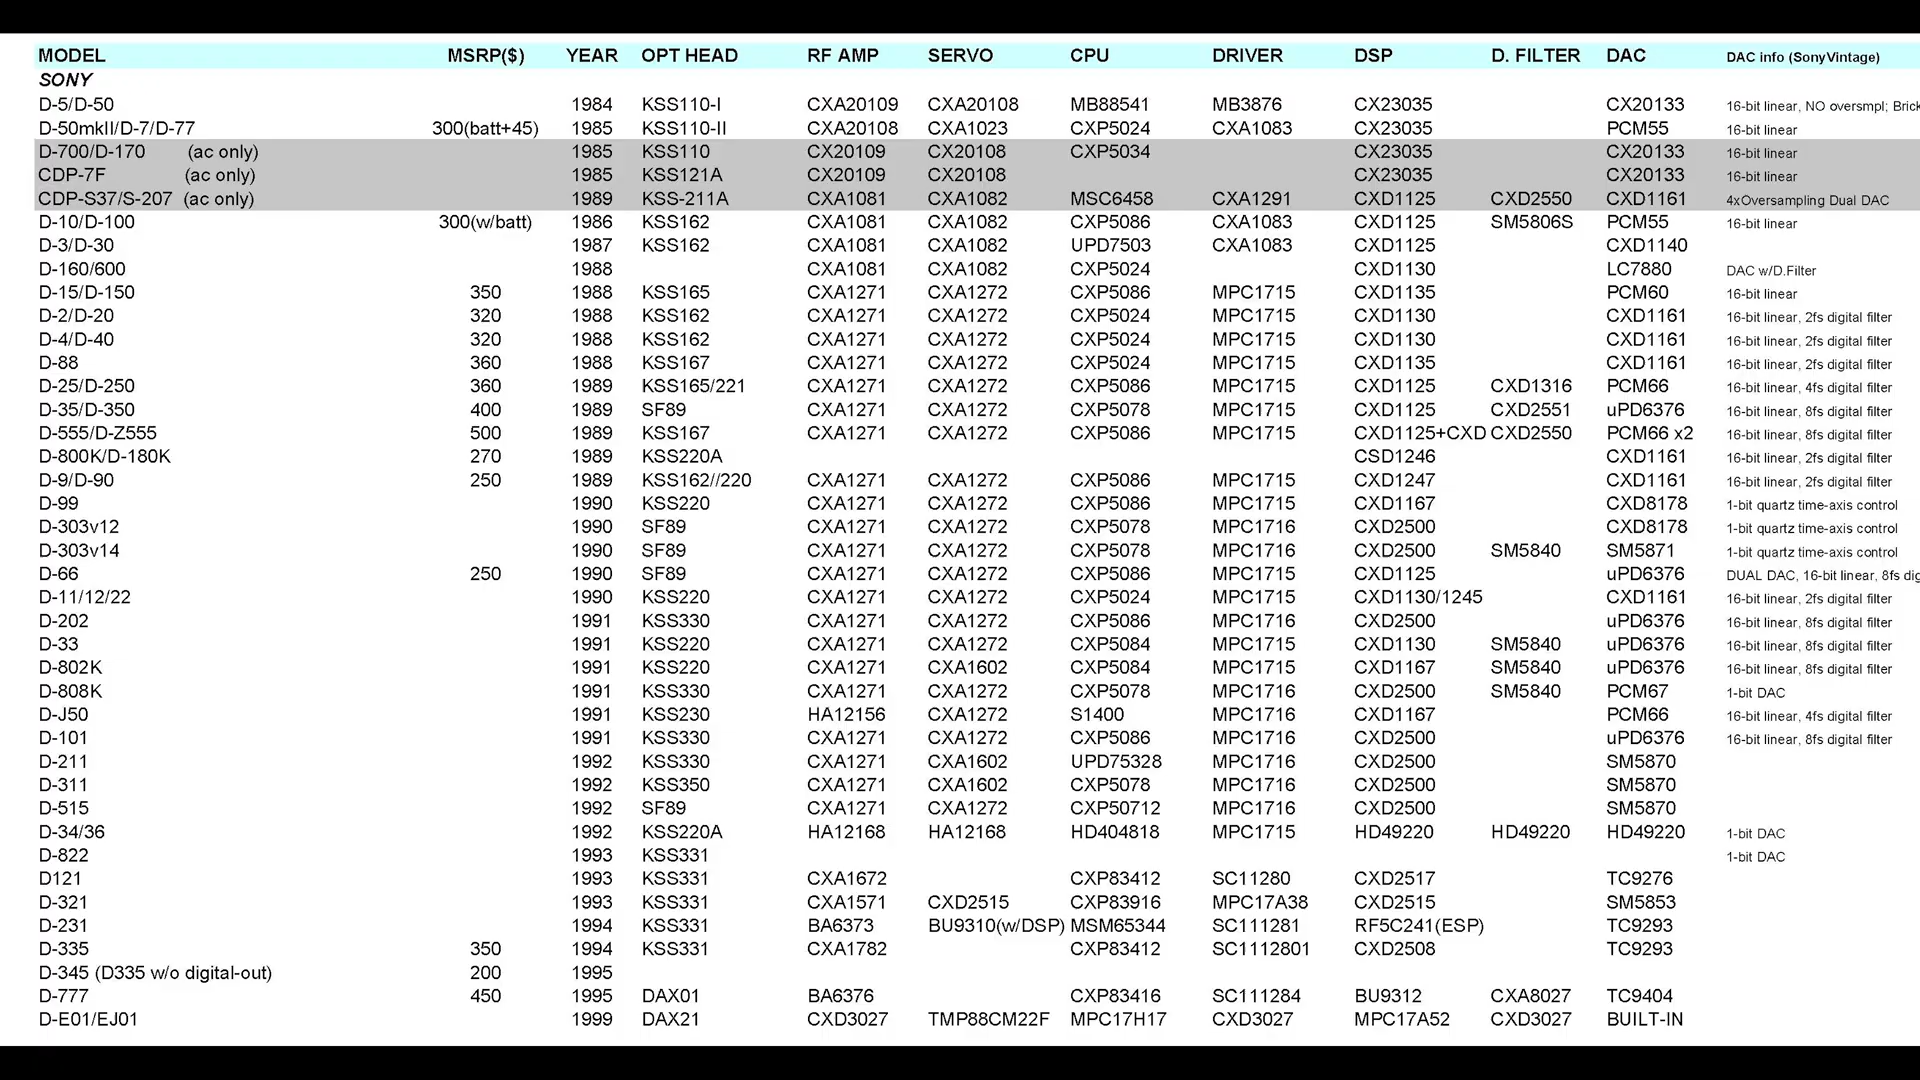 MODEL MSRP($) YEAR OPT HEAD RF AMP SERVO CPU DRIVER DSP D. FILTER DAC DAC info (SonyVintage)
SONY
D-5/D-50 1984 KSS110-I CXA20109 CXA20108 MB88541 MB3876 CX23035 CX20133 16-bit linear, NO oversmpl; Brick
D-50mkII/D-7/D-77 300(batt+45) 1985 KSS110-II CXA20108 CXA1023 CXP5024 CXA1083 CX23035 PCM55 16-bit linear
D-700/D-170 (ac only) 1985 KSS110 CX20109 CX20108 CXP5034 CX23035 CX20133 16-bit linear
CDP-7F (ac only) 1985 KSS121A CX20109 CX20108 CX23035 CX20133 16-bit linear
CDP-S37/S-207 (ac only) 1989 KSS-211A CXA1081 CXA1082 MSC6458 CXA1291 CXD1125 CXD2550 CXD1161 4xOversampling Dual DAC
D-10/D-100 300(w/batt) 1986 KSS162 CXA1081 CXA1082 CXP5086 CXA1083 CXD1125 SM5806S PCM55 16-bit linear
D-3/D-30 1987 KSS162 CXA1081 CXA1082 UPD7503 CXA1083 CXD1125 CXD1140
D-160/600 1988 CXA1081 CXA1082 CXP5024 CXD1130 LC7880 DAC w/D.Filter
D-15/D-150 350 1988 KSS165 CXA1271 CXA1272 CXP5086 MPC1715 CXD1135 PCM60 16-bit linear
D-2/D-20 320 1988 KSS162 CXA1271 CXA1272 CXP5024 MPC1715 CXD1130 CXD1161 16-bit linear, 2fs digital filter
D-4/D-40 320 1988 KSS162 CXA1271 CXA1272 CXP5024 MPC1715 CXD1130 CXD1161 16-bit linear, 2fs digital filter
D-88 360 1988 KSS167 CXA1271 CXA1272 CXP5024 MPC1715 CXD1135 CXD1161 16-bit linear, 2fs digital filter
D-25/D-250 360 1989 KSS165/221 CXA1271 CXA1272 CXP5086 MPC1715 CXD1125 CXD1316 PCM66 16-bit linear, 4fs digital filter
D-35/D-350 400 1989 SF89 CXA1271 CXA1272 CXP5078 MPC1715 CXD1125 CXD2551 uPD6376 16-bit linear, 8fs digital filter
D-555/D-Z555 500 1989 KSS167 CXA1271 CXA1272 CXP5086 MPC1715 CXD1125+CXD CXD2550 PCM66 x2 16-bit linear, 8fs digital filter
D-800K/D-180K 270 1989 KSS220A CSD1246 CXD1161 16-bit linear, 2fs digital filter
D-9/D-90 250 1989 KSS162//220 CXA1271 CXA1272 CXP5086 MPC1715 CXD1247 CXD1161 16-bit linear, 2fs digital filter
D-99 1990 KSS220 CXA1271 CXA1272 CXP5086 MPC1715 CXD1167 CXD8178 1-bit quartz time-axis control
D-303v12 1990 SF89 CXA1271 CXA1272 CXP5078 MPC1716 CXD2500 CXD8178 1-bit quartz time-axis control
D-303v14 1990 SF89 CXA1271 CXA1272 CXP5078 MPC1716 CXD2500 SM5840 SM5871 1-bit quartz time-axis control
D-66 250 1990 SF89 CXA1271 CXA1272 CXP5086 MPC1715 CXD1125 uPD6376 DUAL DAC, 16-bit linear, 8fs dig
D-11/12/22 1990 KSS220 CXA1271 CXA1272 CXP5024 MPC1715 CXD1130/1245 CXD1161 16-bit linear, 2fs digital filter
D-202 1991 KSS330 CXA1271 CXA1272 CXP5086 MPC1715 CXD2500 uPD6376 16-bit linear, 8fs digital filter
D-33 1991 KSS220 CXA1271 CXA1272 CXP5084 MPC1715 CXD1130 SM5840 uPD6376 16-bit linear, 8fs digital filter
D-802K 1991 KSS220 CXA1271 CXA1602 CXP5084 MPC1715 CXD1167 SM5840 uPD6376 16-bit linear, 8fs digital filter
D-808K 1991 KSS330 CXA1271 CXA1272 CXP5078 MPC1716 CXD2500 SM5840 PCM67 1-bit DAC
D-J50 1991 KSS230 HA12156 CXA1272 S1400 MPC1716 CXD1167 PCM66 16-bit linear, 4fs digital filter
D-101 1991 KSS330 CXA1271 CXA1272 CXP5086 MPC1716 CXD2500 uPD6376 16-bit linear, 8fs digital filter
D-211 1992 KSS330 CXA1271 CXA1602 UPD75328 MPC1716 CXD2500 SM5870
D-311 1992 KSS350 CXA1271 CXA1602 CXP5078 MPC1716 CXD2500 SM5870
D-515 1992 SF89 CXA1271 CXA1272 CXP50712 MPC1716 CXD2500 SM5870
D-34/36 1992 KSS220A HA12168 HA12168 HD404818 MPC1715 HD49220 HD49220 HD49220 1-bit DAC
D-822 1993 KSS331 1-bit DAC
D121 1993 KSS331 CXA1672 CXP83412 SC11280 CXD2517 TC9276
D-321 1993 KSS331 CXA1571 CXD2515 CXP83916 MPC17A38 CXD2515 SM5853
D-231 1994 KSS331 BA6373 BU9310(w/DSP) MSM65344 SC111281 RF5C241(ESP) TC9293
D-335 350 1994 KSS331 CXA1782 CXP83412 SC1112801 CXD2508 TC9293
D-345 (D335 w/o digital-out) 200 1995
D-777 450 1995 DAX01 BA6376 CXP83416 SC111284 BU9312 CXA8027 TC9404
D-E01/EJ01 1999 DAX21 CXD3027 TMP88CM22F MPC17H17 CXD3027 MPC17A52 CXD3027 BUILT-IN